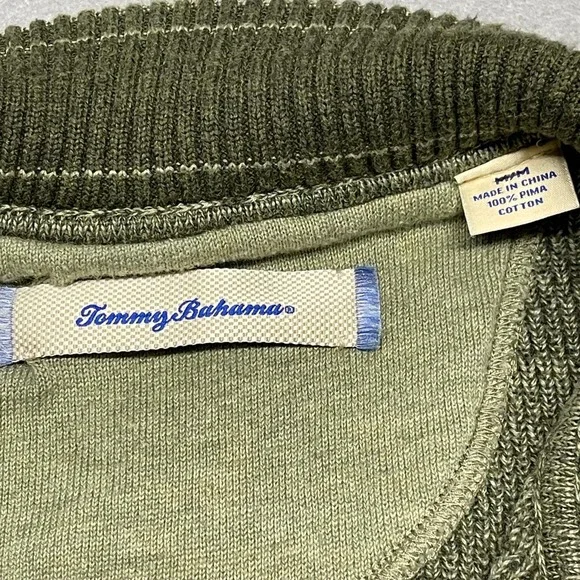 Tommy Bahama®
M/M
MADE IN CHINA
100% PIMA
COTTON